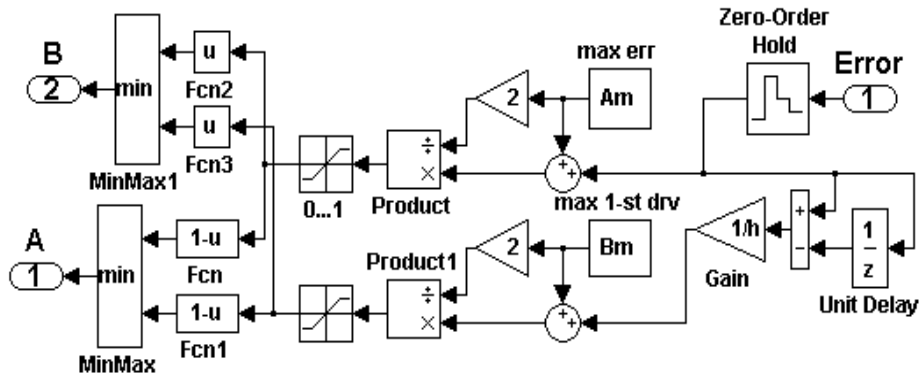 Zero-Order
Hold
Error
1
max err
Am
2
B
2
min
MinMax1
u
Fcn2
u
Fcn3
0...1
÷
×
Product
+
+
max 1-st drv
A
1
min
MinMax
1-u
Fcn
1-u
Fcn1
Product1
÷
×
2
Bm
+
+
1/h
Gain
+
−
1
z
Unit Delay